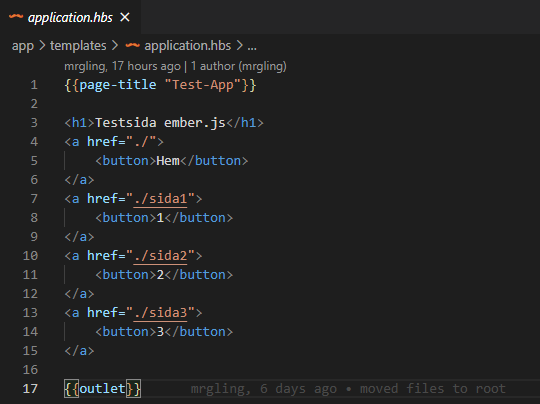 application.hbs ×
app > templates > application.hbs > ...
mrgling, 17 hours ago | 1 author (mrgling)
1 {{page-title "Test-App"}}
2
3 <h1>Testsida ember.js</h1>
4 <a href="./">
5     <button>Hem</button>
6 </a>
7 <a href="./sida1">
8     <button>1</button>
9 </a>
10 <a href="./sida2">
11     <button>2</button>
12 </a>
13 <a href="./sida3">
14     <button>3</button>
15 </a>
16
17 {{outlet}} mrgling, 6 days ago • moved files to root